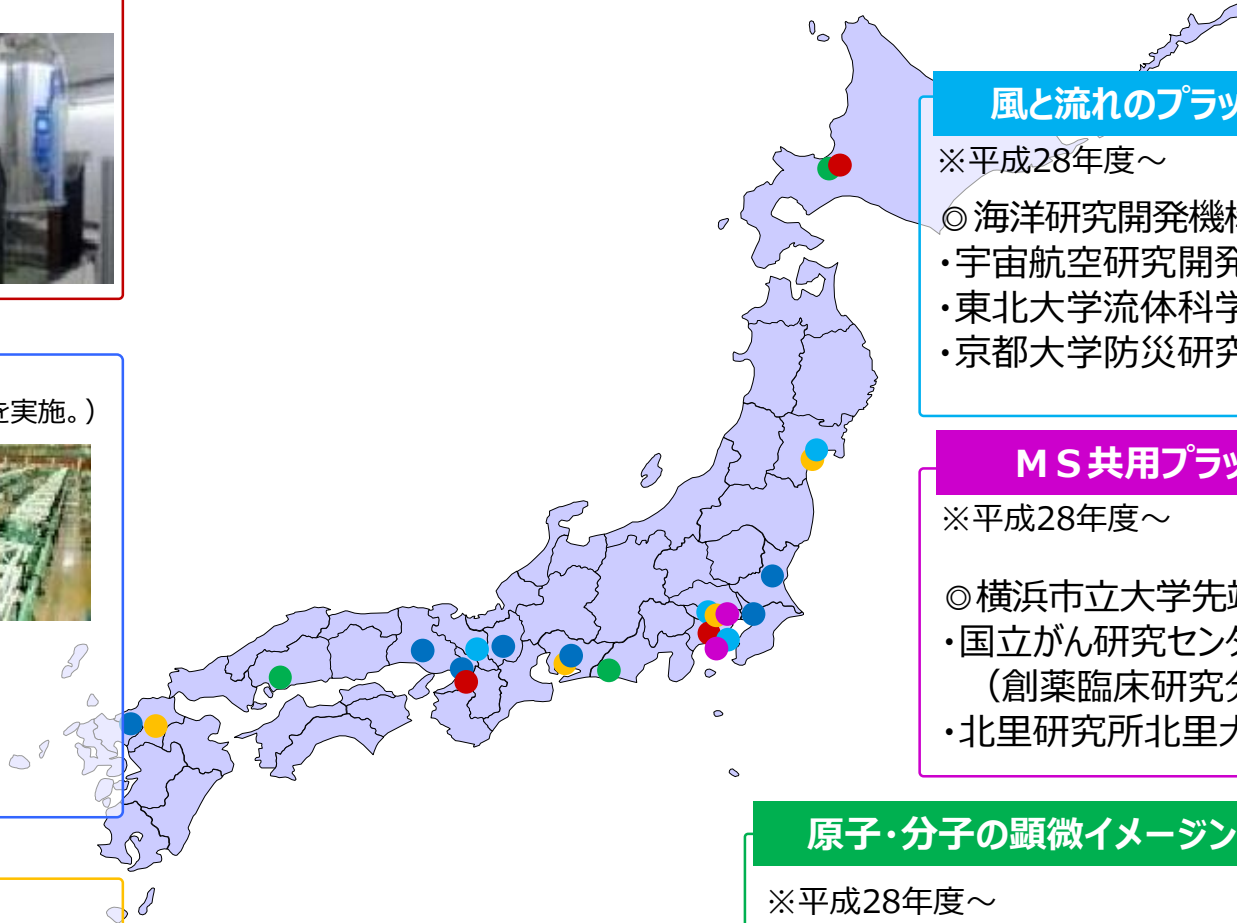 を実施。）
風と流れのプラッ
※平成28年度～
◎海洋研究開発機
・宇宙航空研究開発
・東北大学流体科学
・京都大学防災研究
ＭＳ共用プラッ
※平成28年度～
◎横浜市立大学先端
・国立がん研究センタ
（創薬臨床研究分
・北里研究所北里大
原子・分子の顕微イメージン
※平成28年度～